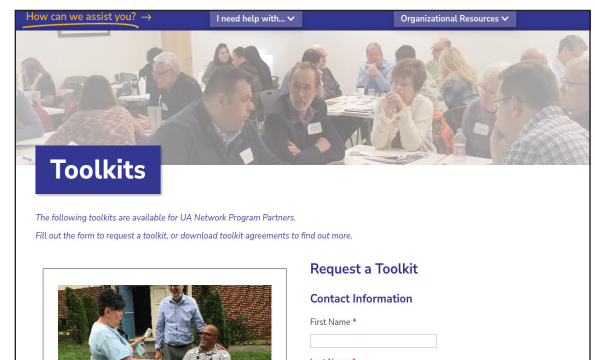 How can we assist you? →
I need help with...
Organizational Resources
Toolkits
The following toolkits are available for UA Network Program Partners.
Fill out the form to request a toolkit, or download toolkit agreements to find out more.
Request a Toolkit
Contact Information
First Name *